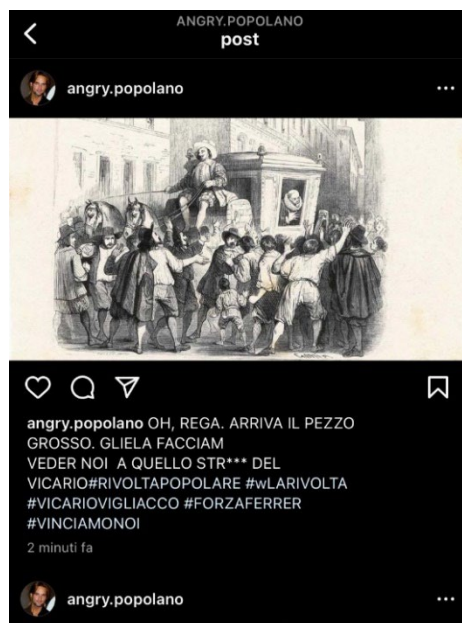 ANGRY.POPOLANO
post
angry.popolano
angry.popolano OH, REGA. ARRIVA IL PEZZO
GROSSO. GLIELA FACCIAM
VEDER NOI A QUELLO STR*** DEL
VICARIO#RIVOLTAPOPOLARE #wLARIVOLTA
#VICARIOVIGLIACCO #FORZAFERRER
#VINCIAMONOI
2 minuti fa
angry.popolano